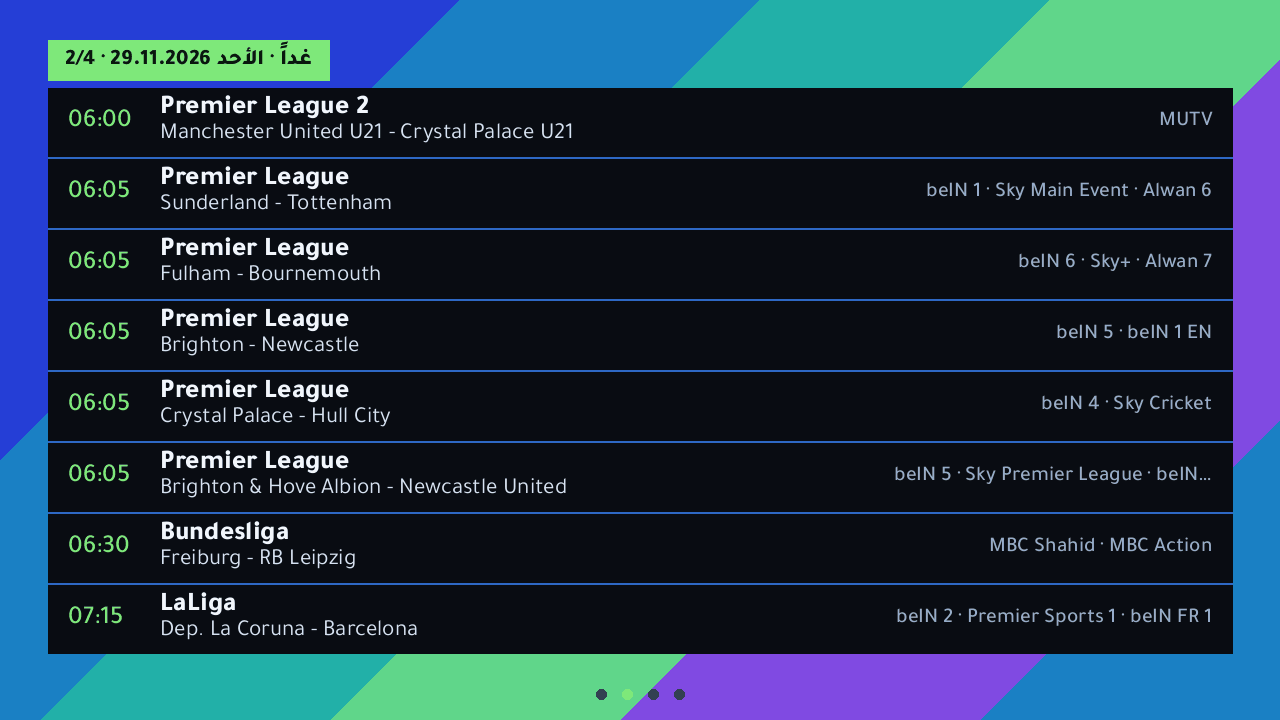 غداً · الأحد 29.11.2026 · 2/4
06:00
Premier League 2
Manchester United U21 - Crystal Palace U21
MUTV
06:05
Premier League
Sunderland - Tottenham
beIN 1 · Sky Main Event · Alwan 6
06:05
Premier League
Fulham - Bournemouth
beIN 6 · Sky+ · Alwan 7
06:05
Premier League
Brighton - Newcastle
beIN 5 · beIN 1 EN
06:05
Premier League
Crystal Palace - Hull City
beIN 4 · Sky Cricket
06:05
Premier League
Brighton & Hove Albion - Newcastle United
beIN 5 · Sky Premier League · beIN…
06:30
Bundesliga
Freiburg - RB Leipzig
MBC Shahid · MBC Action
07:15
LaLiga
Dep. La Coruna - Barcelona
beIN 2 · Premier Sports 1 · beIN FR 1